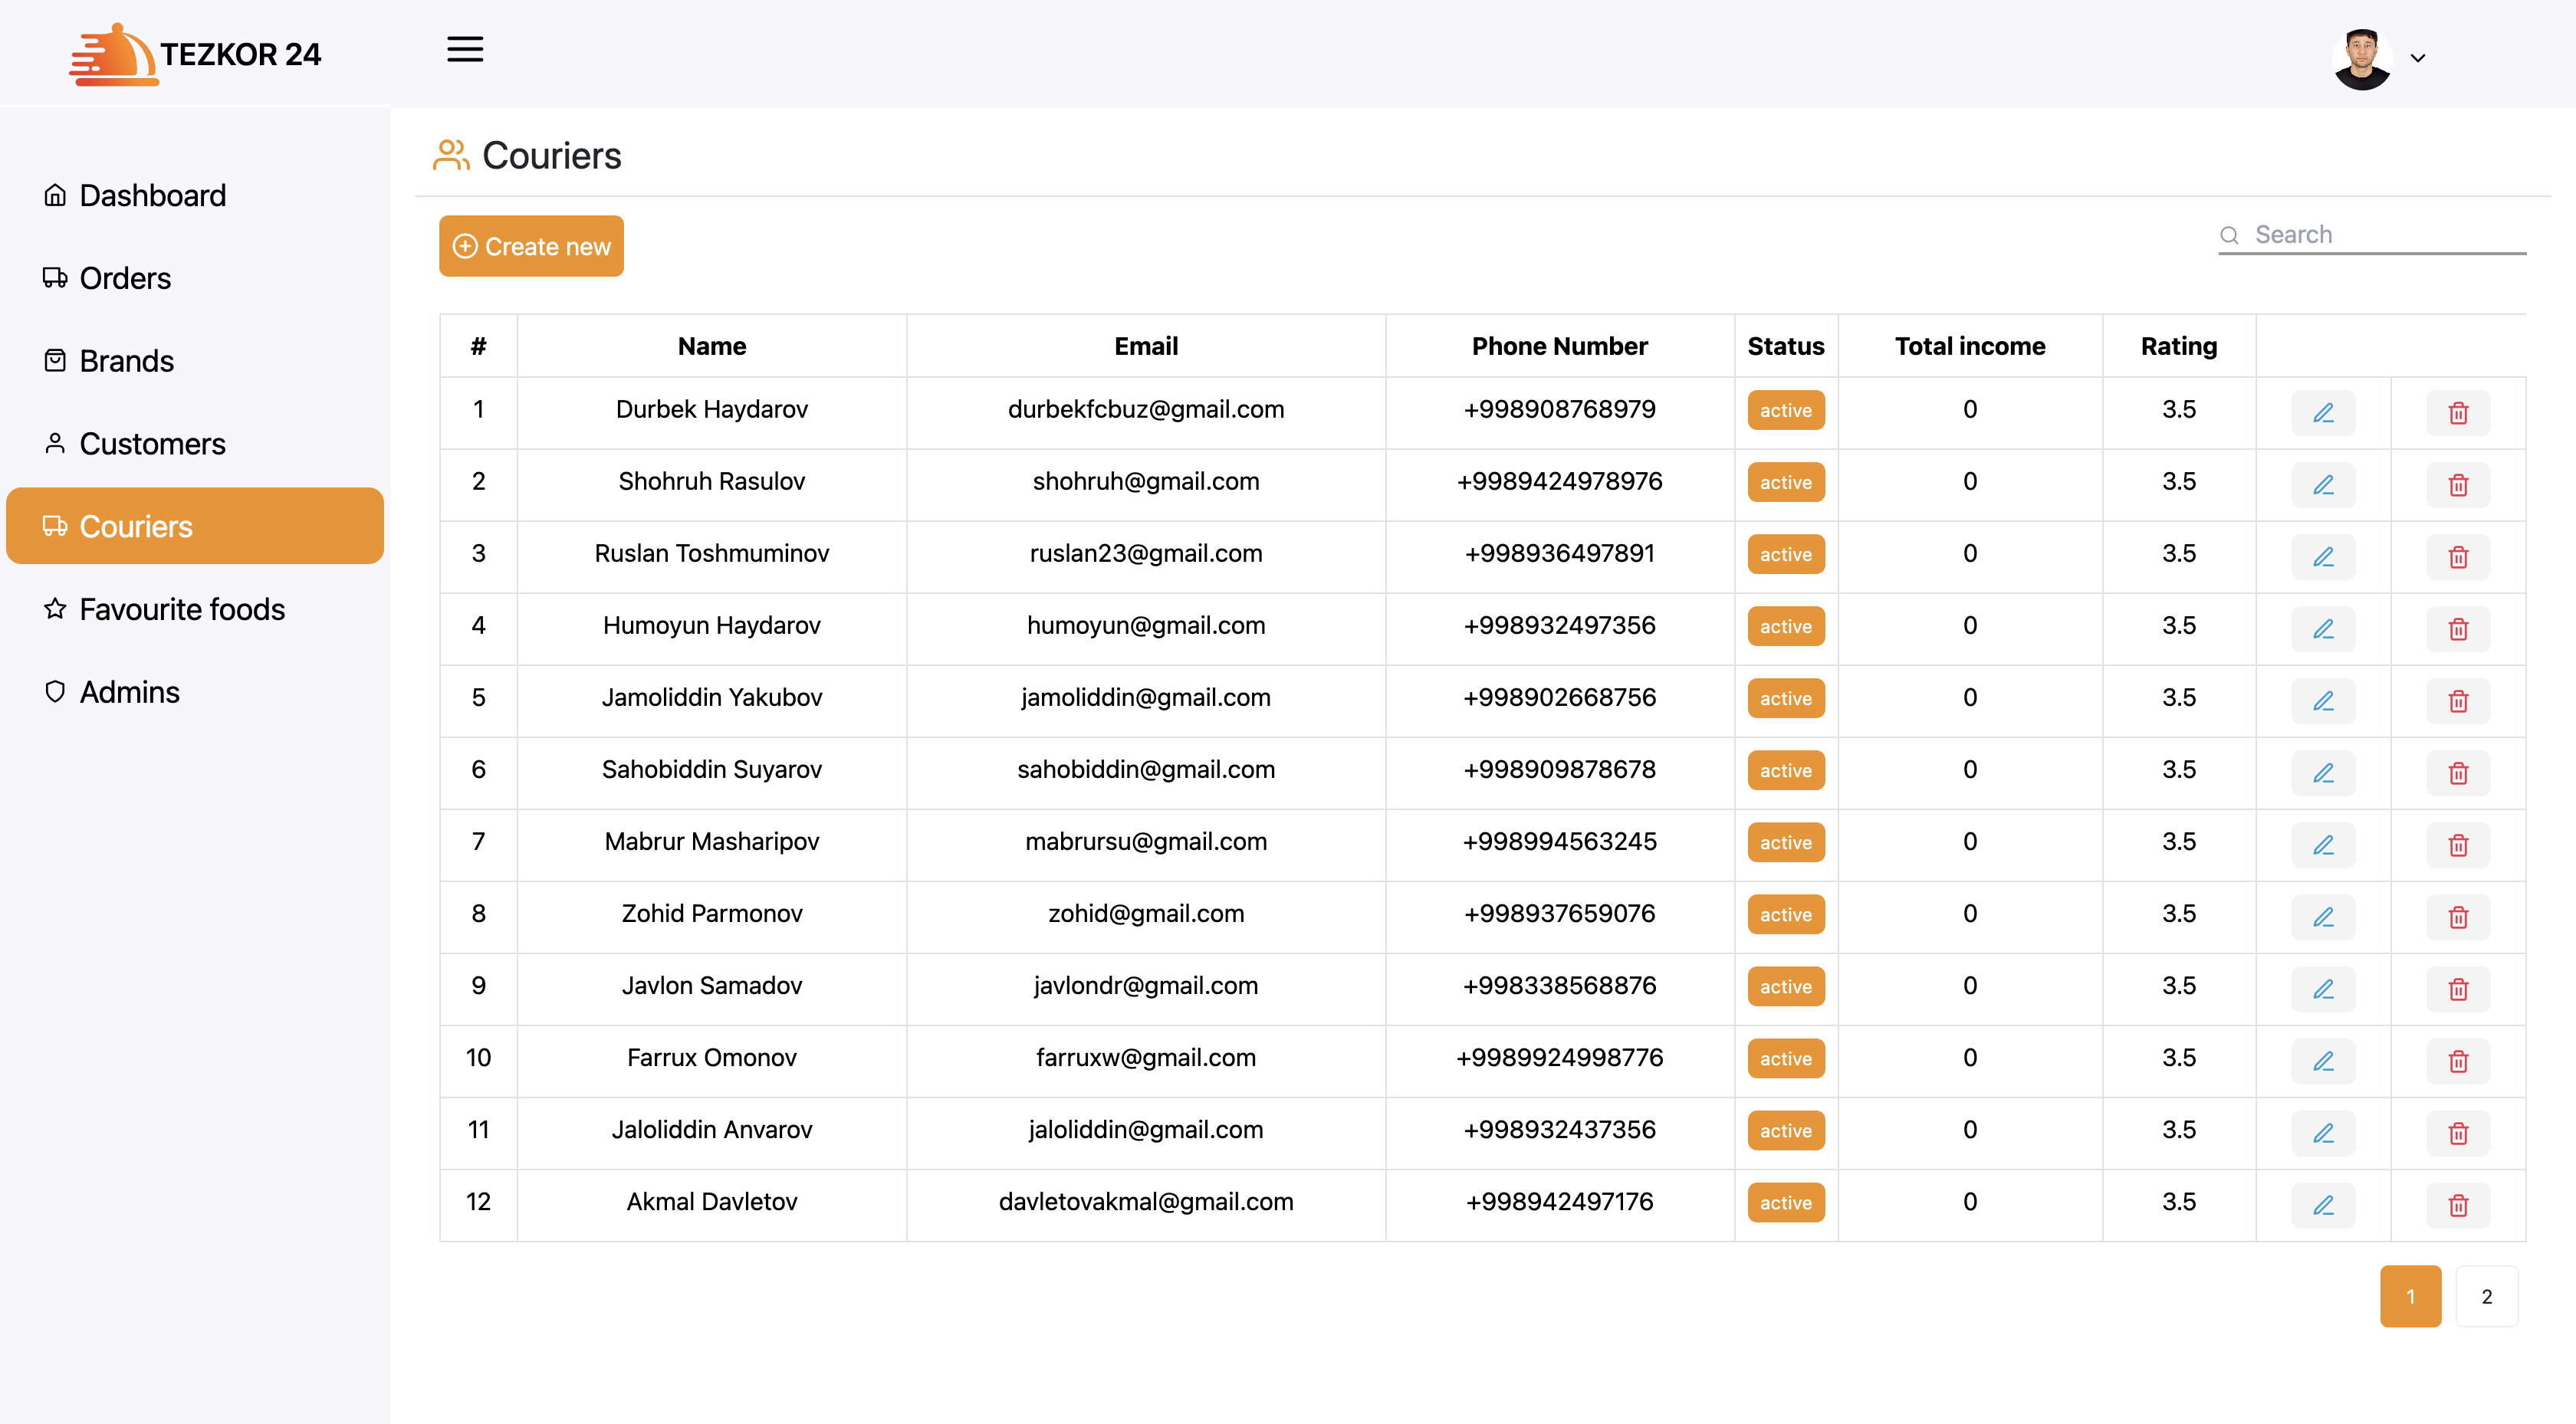 TEZKOR 24
Dashboard
Orders
Brands
Customers
Couriers
Favourite foods
Admins
Couriers
Create new
Search
# Name Email Phone Number Status Total income Rating
1 Durbek Haydarov durbekfcbuz@gmail.com +998908768979 active 0 3.5
2 Shohruh Rasulov shohruh@gmail.com +9989424978976 active 0 3.5
3 Ruslan Toshmuminov ruslan23@gmail.com +998936497891 active 0 3.5
4 Humoyun Haydarov humoyun@gmail.com +998932497356 active 0 3.5
5 Jamoliddin Yakubov jamoliddin@gmail.com +998902668756 active 0 3.5
6 Sahobiddin Suyarov sahobiddin@gmail.com +998909878678 active 0 3.5
7 Mabrur Masharipov mabrursu@gmail.com +998994563245 active 0 3.5
8 Zohid Parmonov zohid@gmail.com +998937659076 active 0 3.5
9 Javlon Samadov javlondr@gmail.com +998338568876 active 0 3.5
10 Farrux Omonov farruxw@gmail.com +9989924998776 active 0 3.5
11 Jaloliddin Anvarov jaloliddin@gmail.com +998932437356 active 0 3.5
12 Akmal Davletov davletovakmal@gmail.com +998942497176 active 0 3.5
1 2